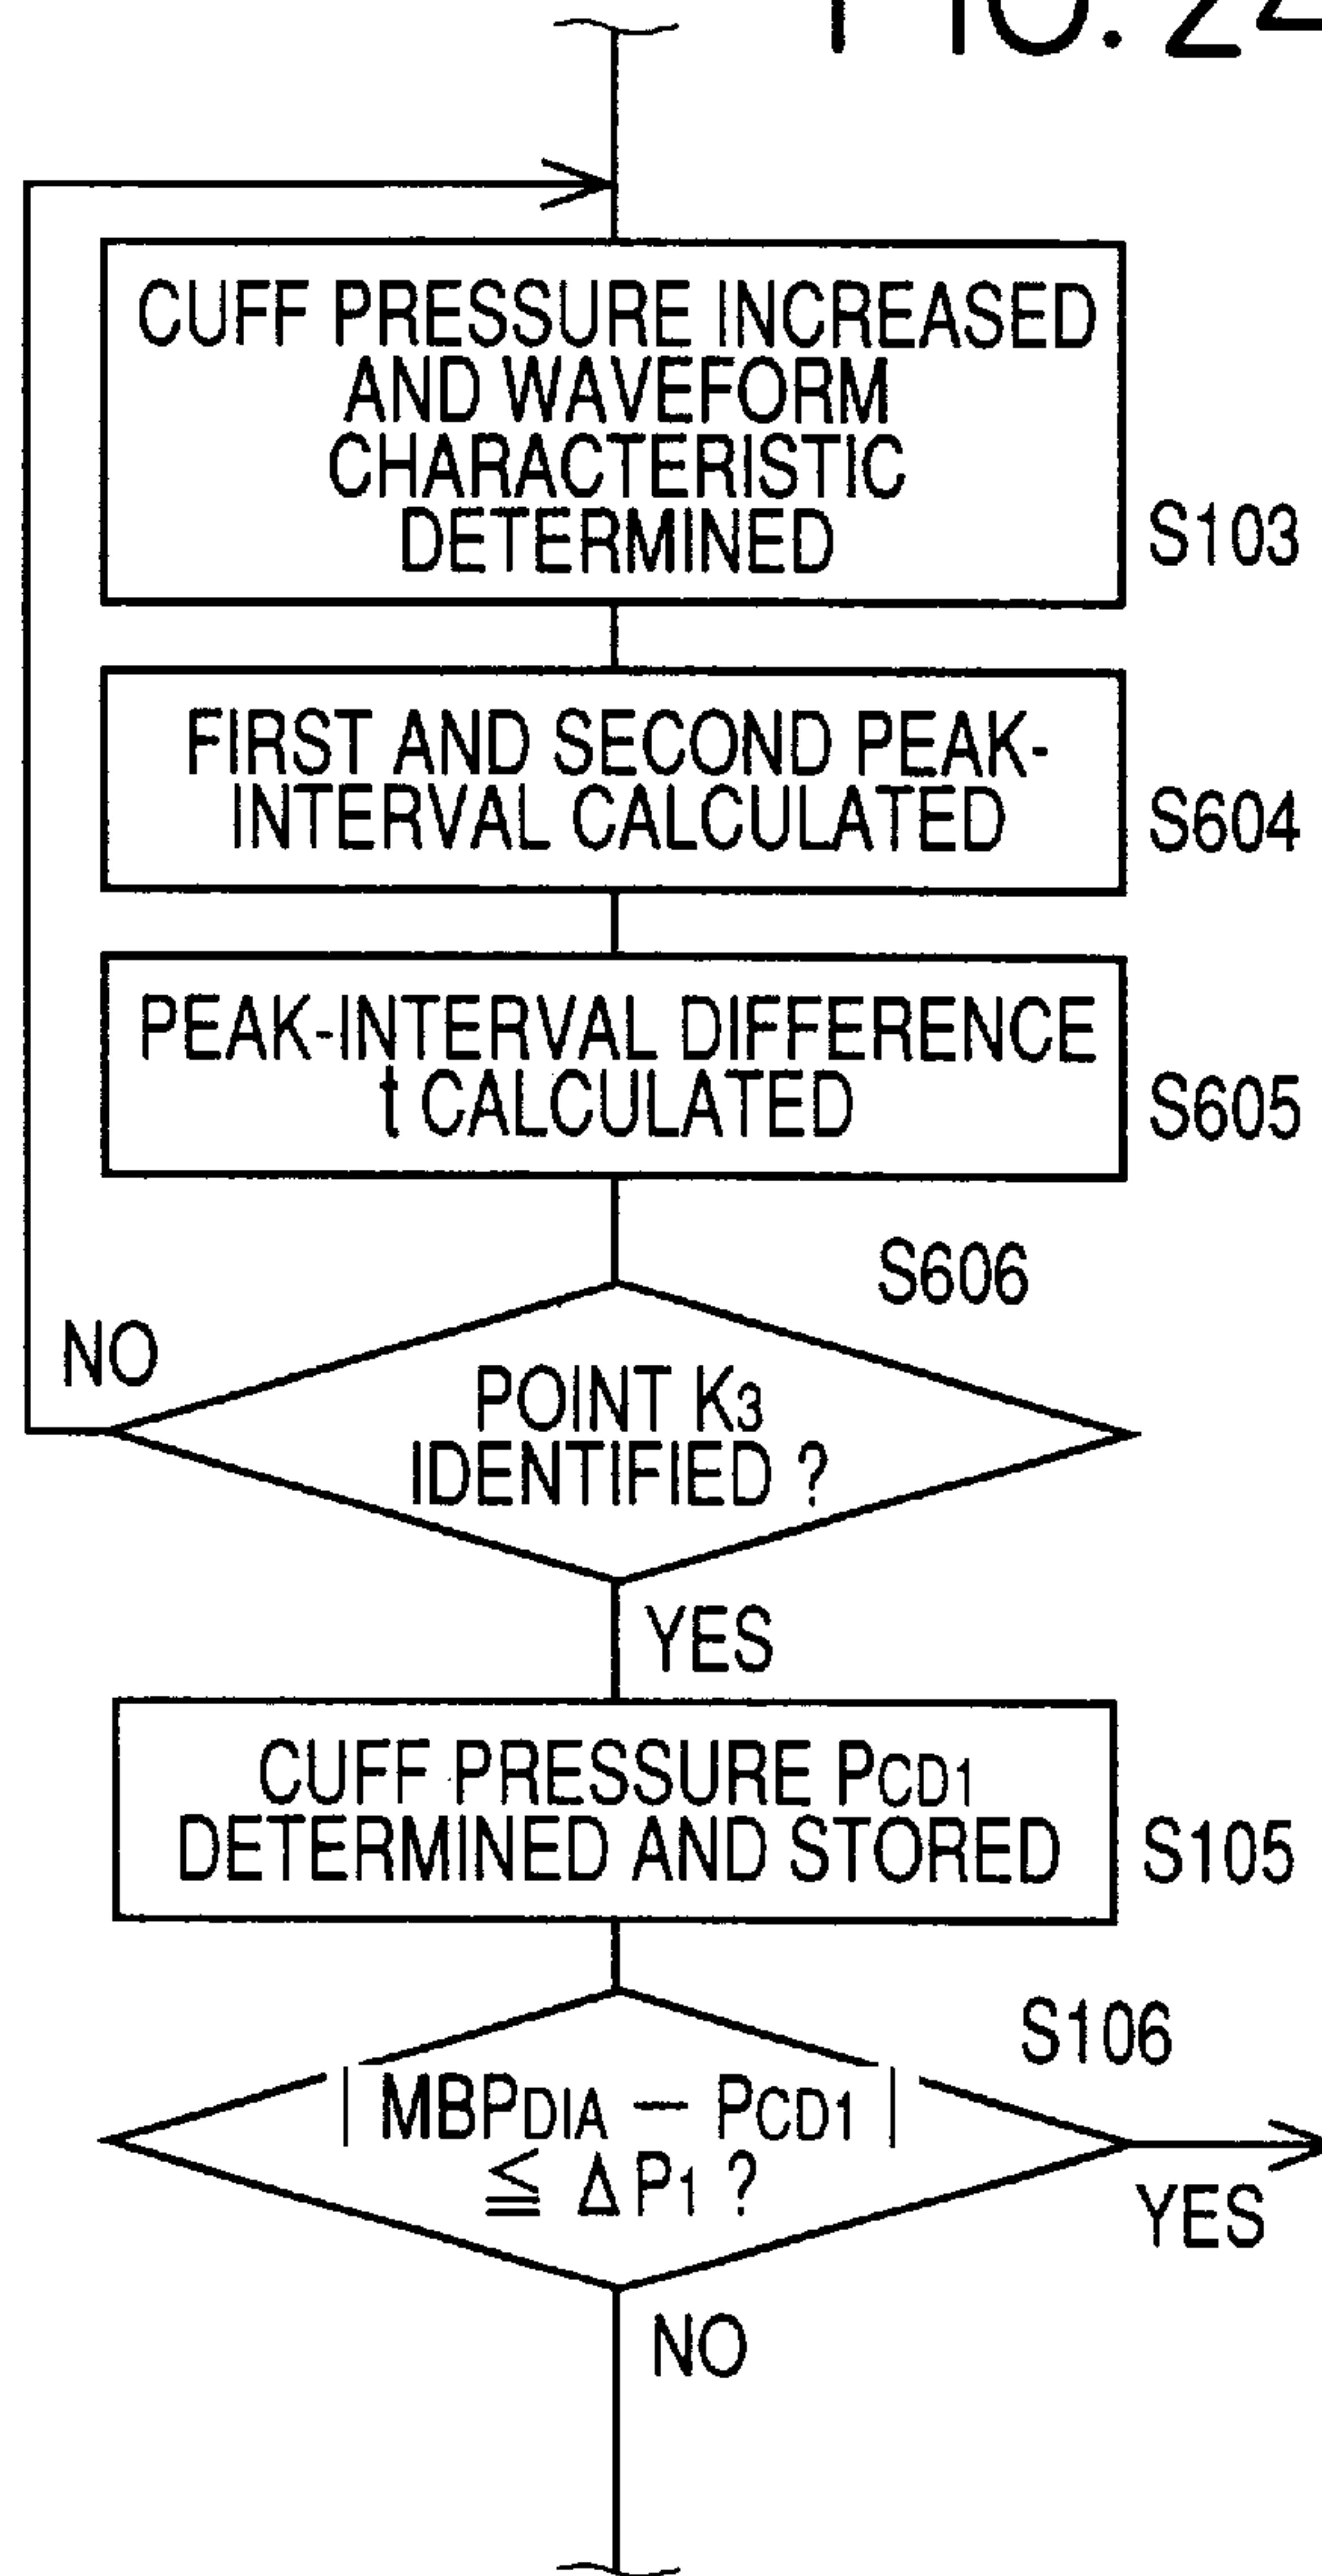 FIG. 24
CUFF PRESSURE INCREASED
AND WAVEFORM
CHARACTERISTIC
DETERMINED
S103
FIRST AND SECOND PEAK-
INTERVAL CALCULATED
S604
PEAK-INTERVAL DIFFERENCE
t CALCULATED
S605
S606
NO
POINT K3
IDENTIFIED ?
YES
CUFF PRESSURE PCD1
DETERMINED AND STORED
S105
S106
| MBPDIA − PCD1 |
≦ ΔP1 ?
YES
NO